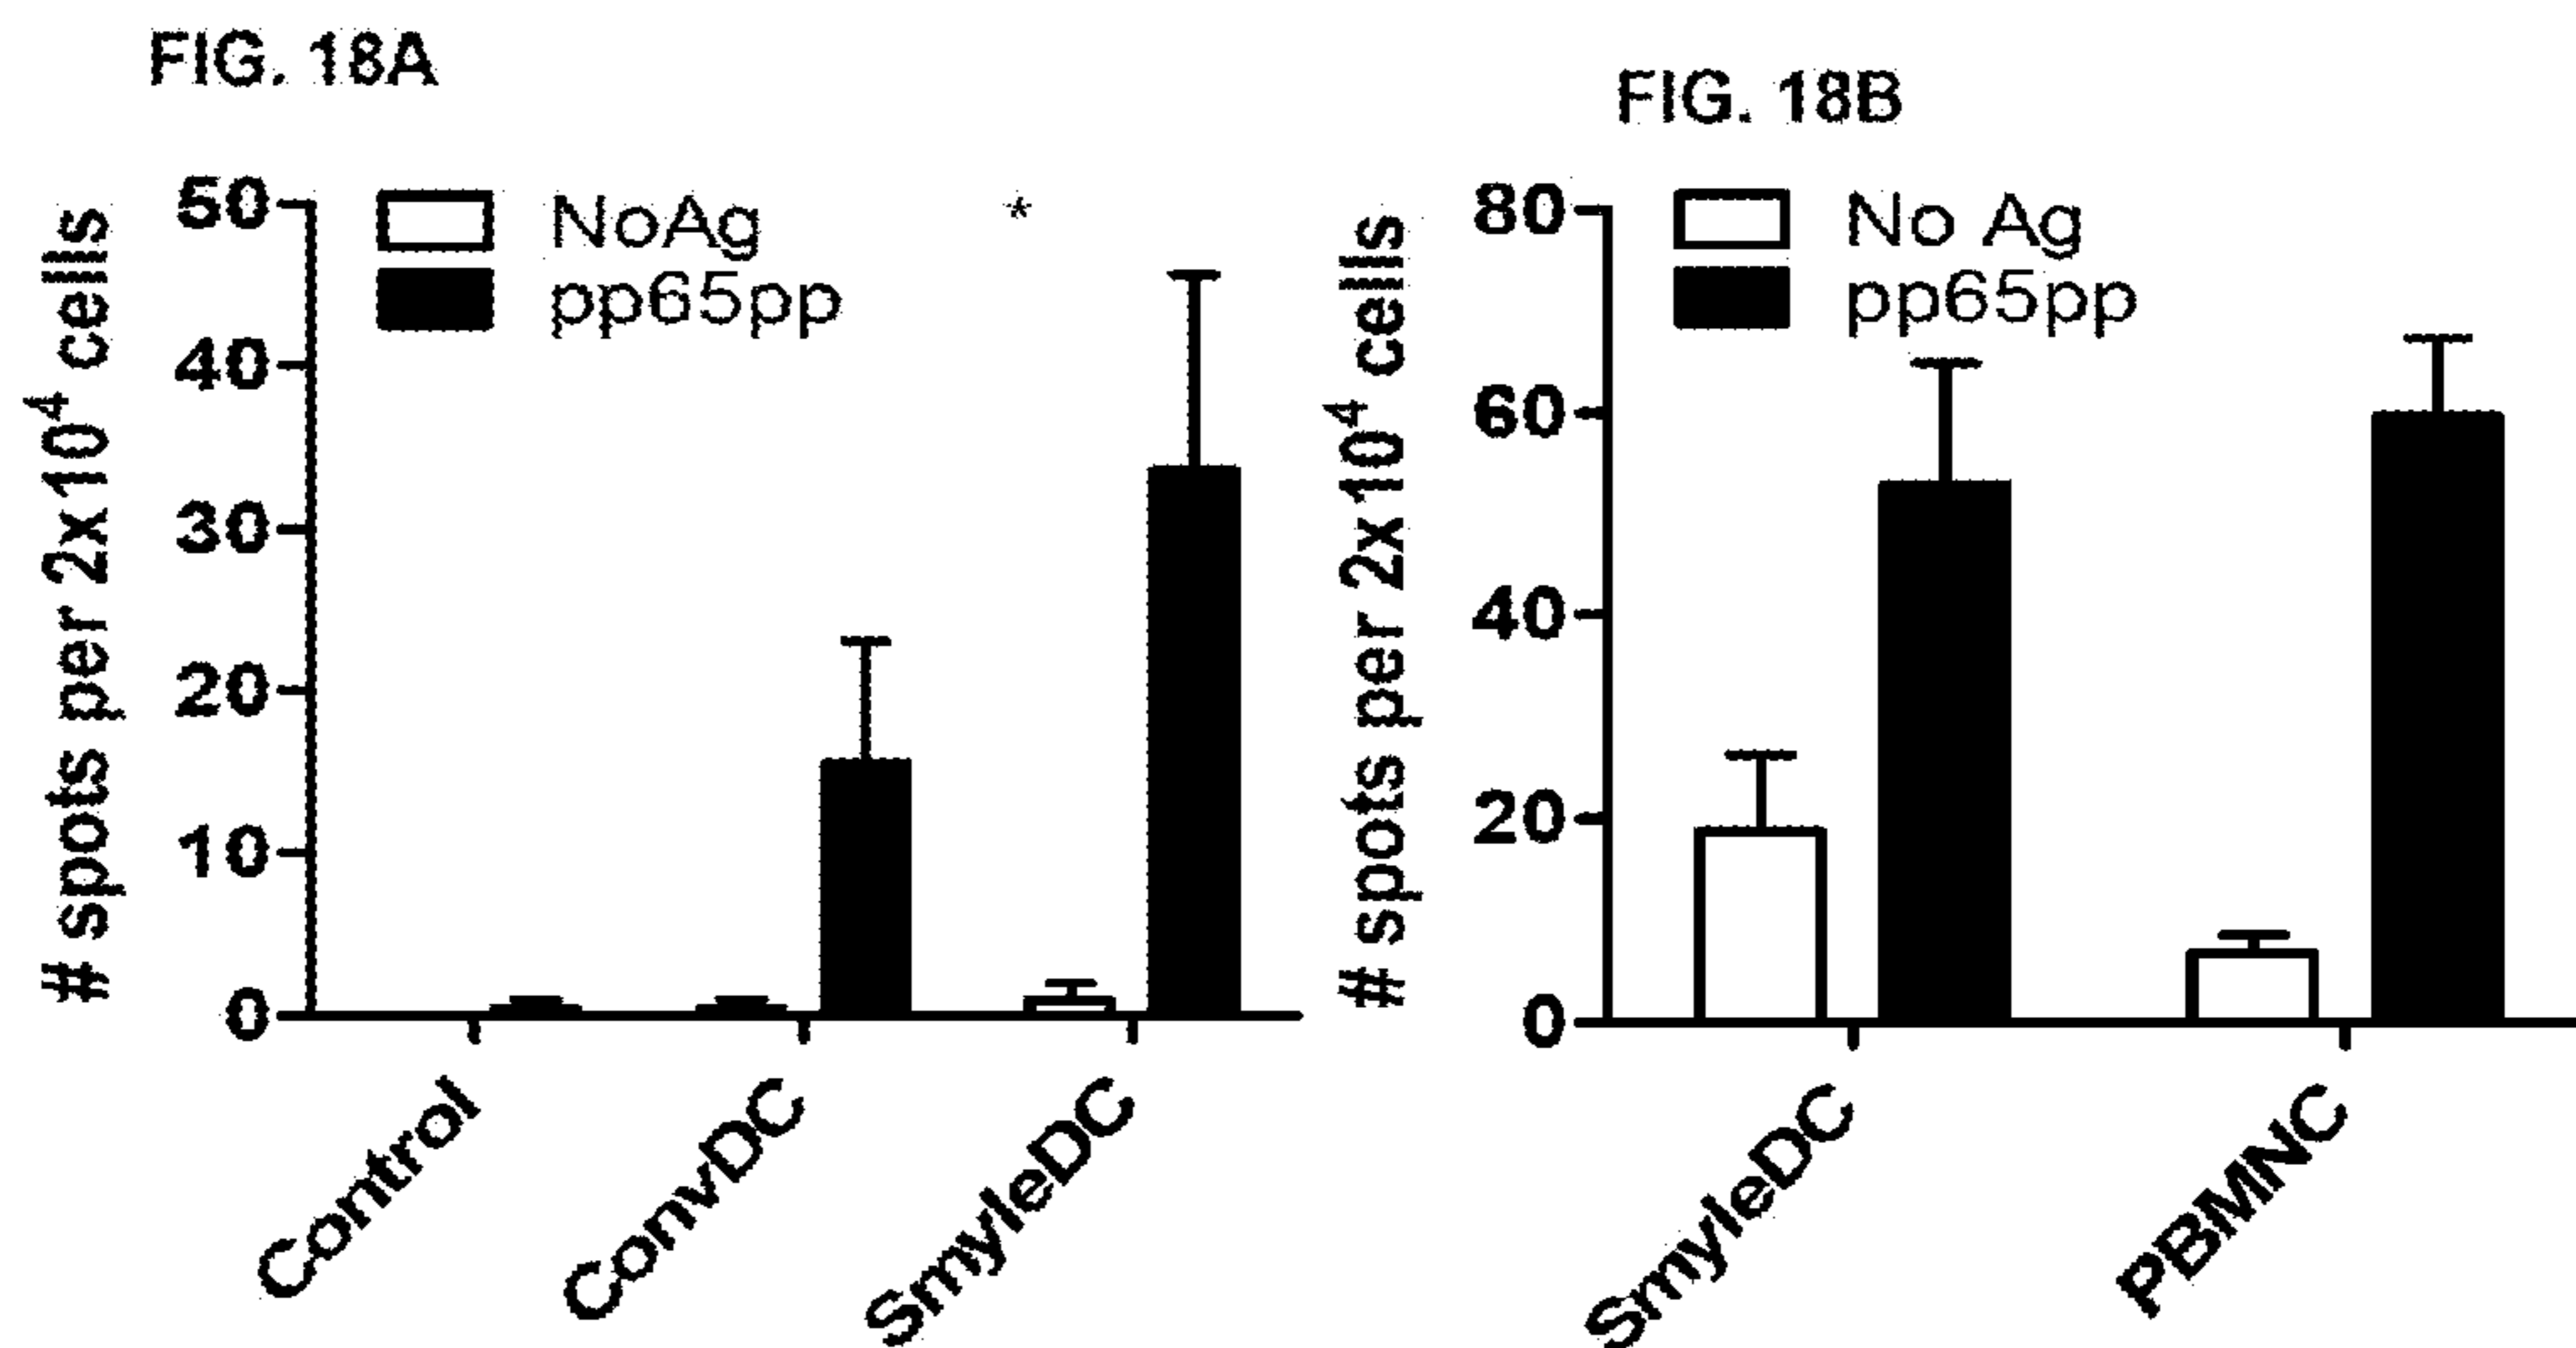 FIG. 18A
# spots per 2x10⁴ cells
50
40
30
20
10
0
NoAg
pp65pp
*
Control
ConvDC
SmyleDC
FIG. 18B
# spots per 2x10⁴ cells
80
60
40
20
0
No Ag
pp65pp
SmyleDC
PBMNC